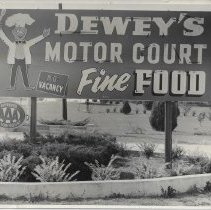 DEWEY'S
MOTOR COURT
Fine FOOD
NO
VACANCY
AAA